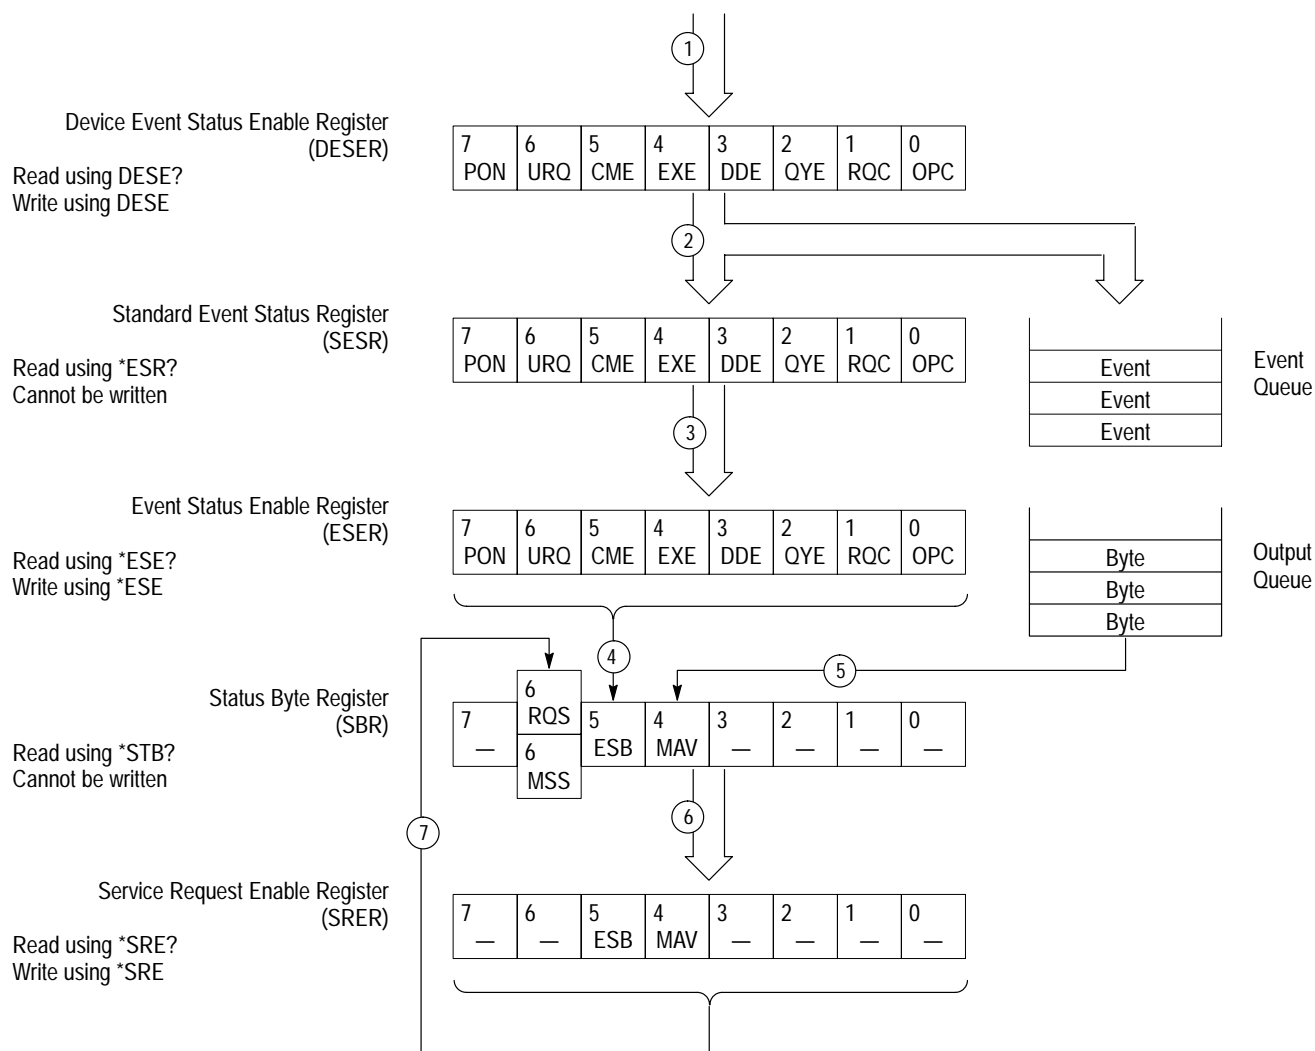 1
Device Event Status Enable Register
(DESER)
Read using DESE?
Write using DESE
7 6 5 4 3 2 1 0
PON URQ CME EXE DDE QYE RQC OPC
2
Standard Event Status Register
(SESR)
Read using *ESR?
Cannot be written
7 6 5 4 3 2 1 0
PON URQ CME EXE DDE QYE RQC OPC
Event
Event
Event
Event
Queue
3
Event Status Enable Register
(ESER)
Read using *ESE?
Write using *ESE
7 6 5 4 3 2 1 0
PON URQ CME EXE DDE QYE RQC OPC
Byte
Byte
Byte
Output
Queue
4
5
Status Byte Register
(SBR)
Read using *STB?
Cannot be written
6
RQS
7 5 4 3 2 1 0
— ESB MAV — — — —
6
MSS
6
7
Service Request Enable Register
(SRER)
Read using *SRE?
Write using *SRE
7 6 5 4 3 2 1 0
— — ESB MAV — — — —